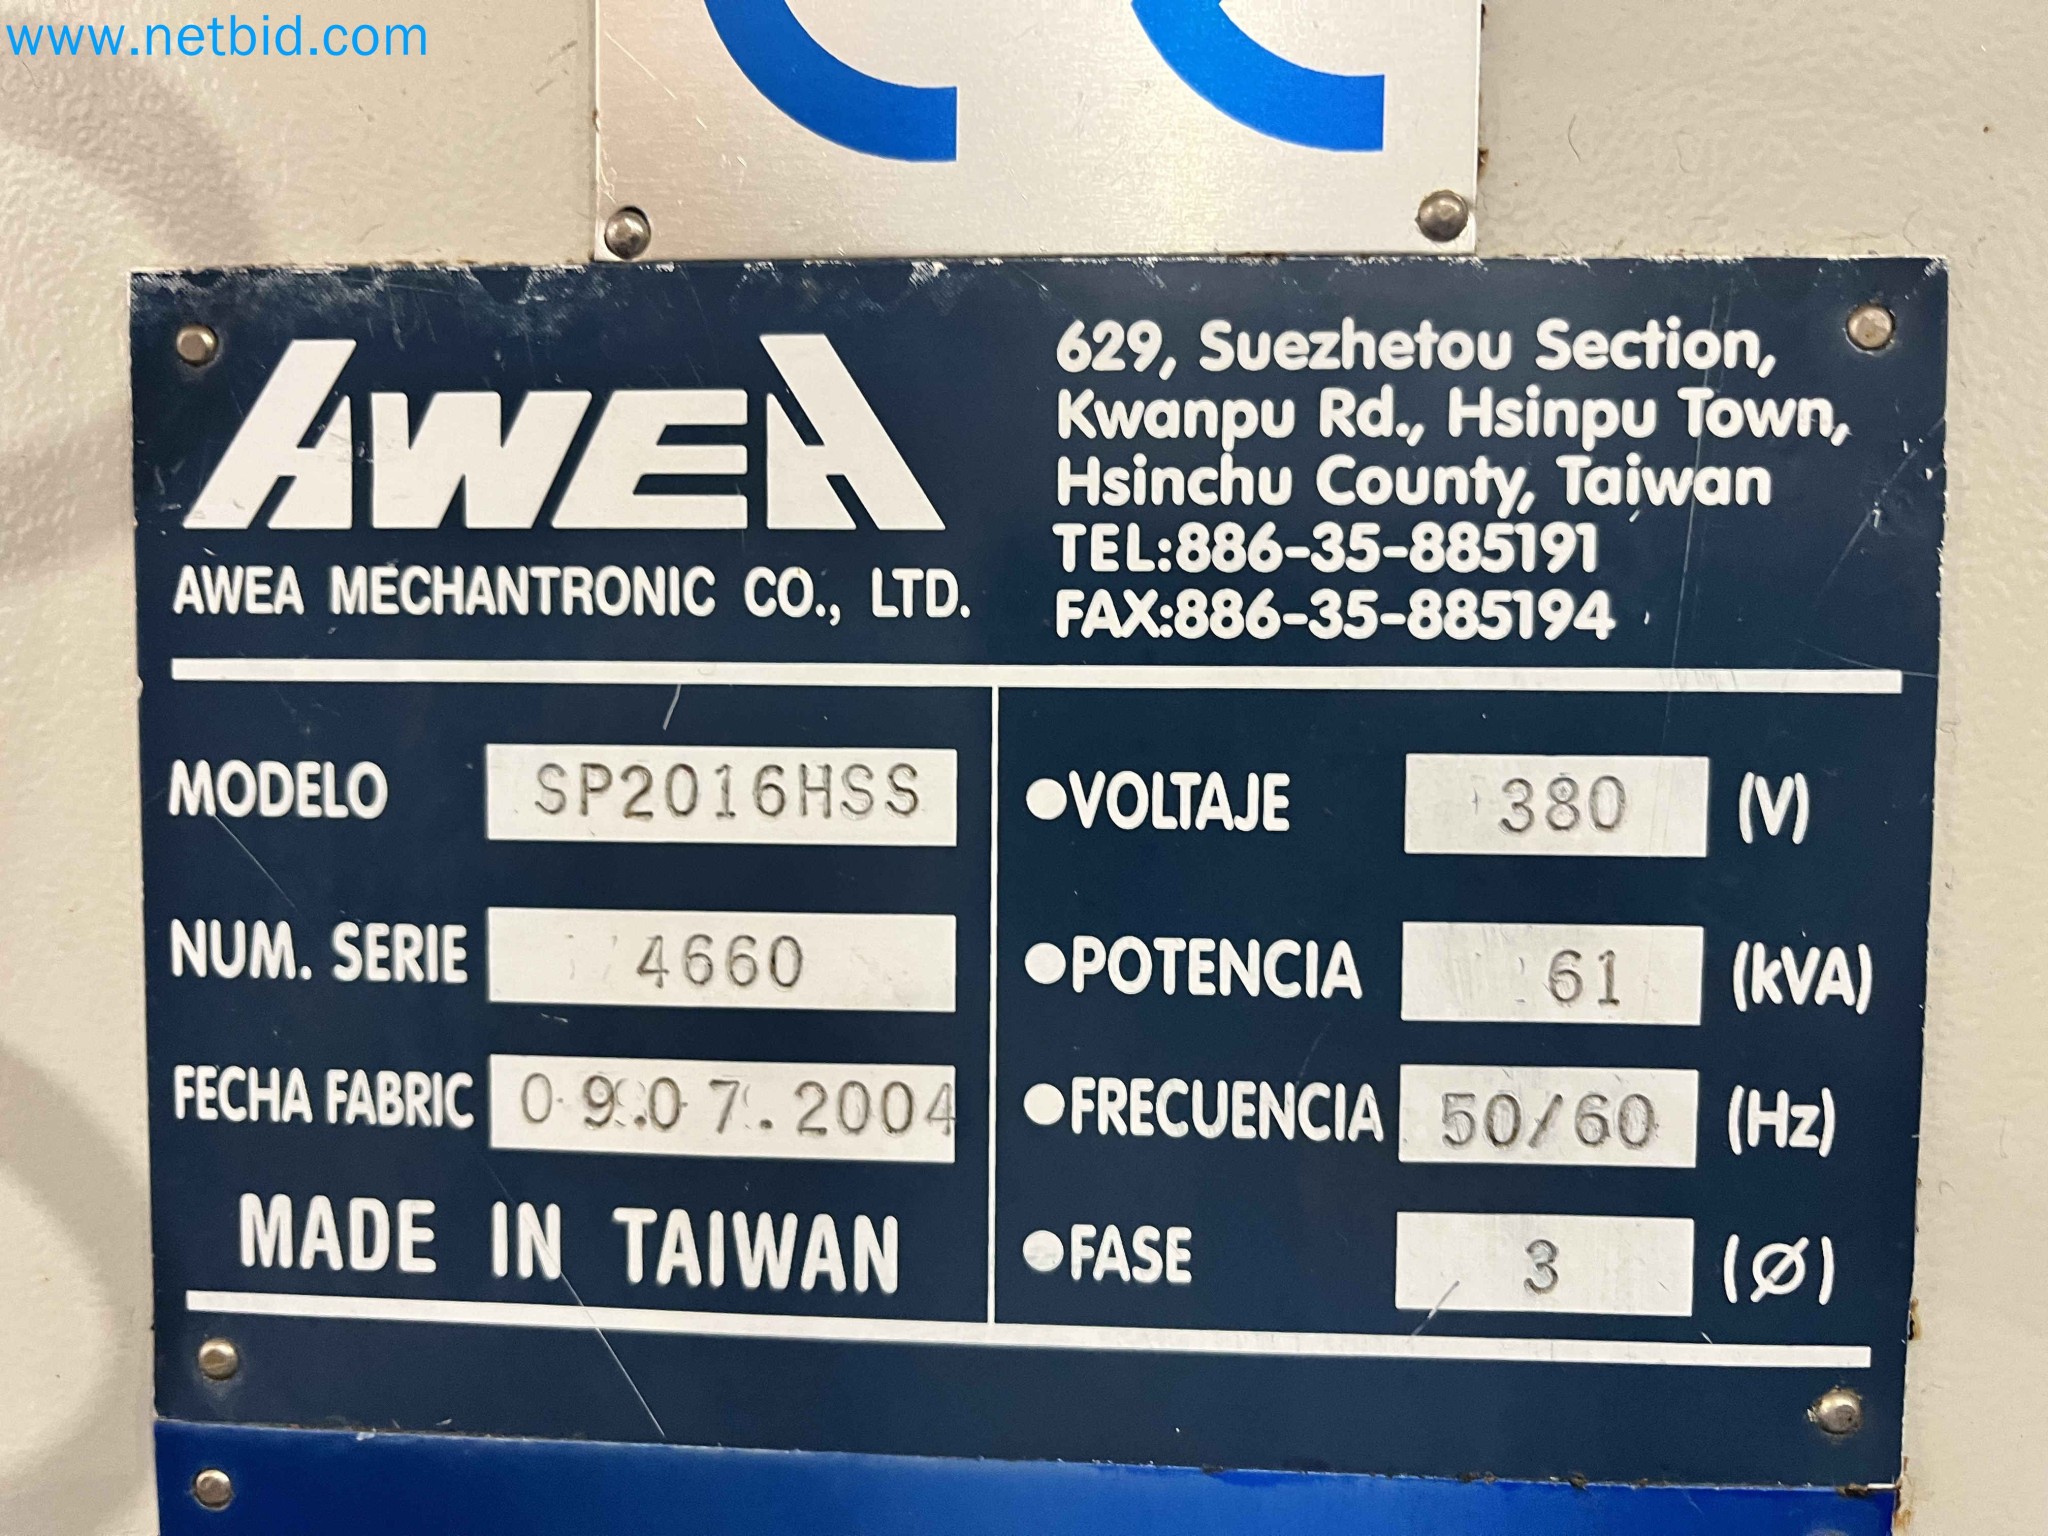 www.netbid.com
AWEA
AWEA MECHANTRONIC CO., LTD.
629, Suezhetou Section,
Kwanpu Rd., Hsinpu Town,
Hsinchu County, Taiwan
TEL:886-35-885191
FAX:886-35-885194
MODELO SP2016HSS
NUM. SERIE 4660
FECHA FABRIC 09.07.2004
MADE IN TAIWAN
●VOLTAJE 380 (V)
●POTENCIA 61 (kVA)
●FRECUENCIA 50/60 (Hz)
●FASE 3 (Ø)